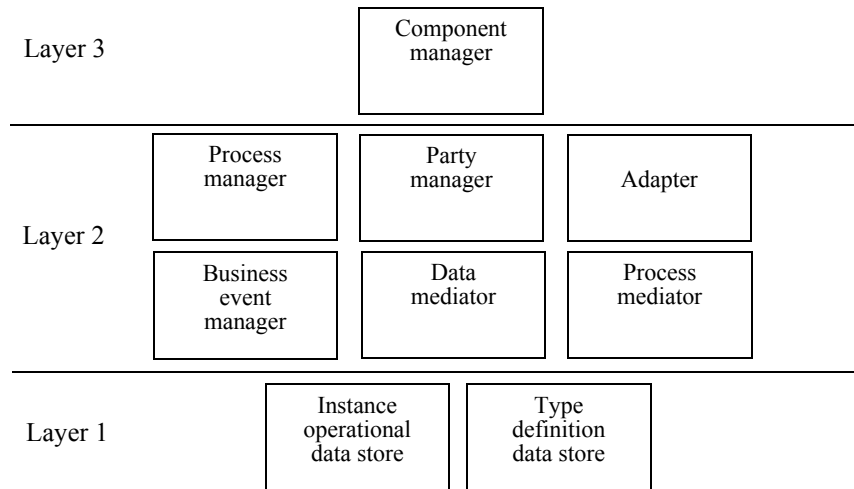 Layer 3
Component
manager
Layer 2
Process
manager
Party
manager
Adapter
Business
event
manager
Data
mediator
Process
mediator
Layer 1
Instance
operational
data store
Type
definition
data store